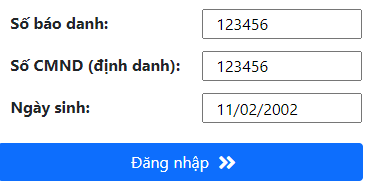 Số báo danh: 123456
Số CMND (định danh): 123456
Ngày sinh: 11/02/2002
Đăng nhập